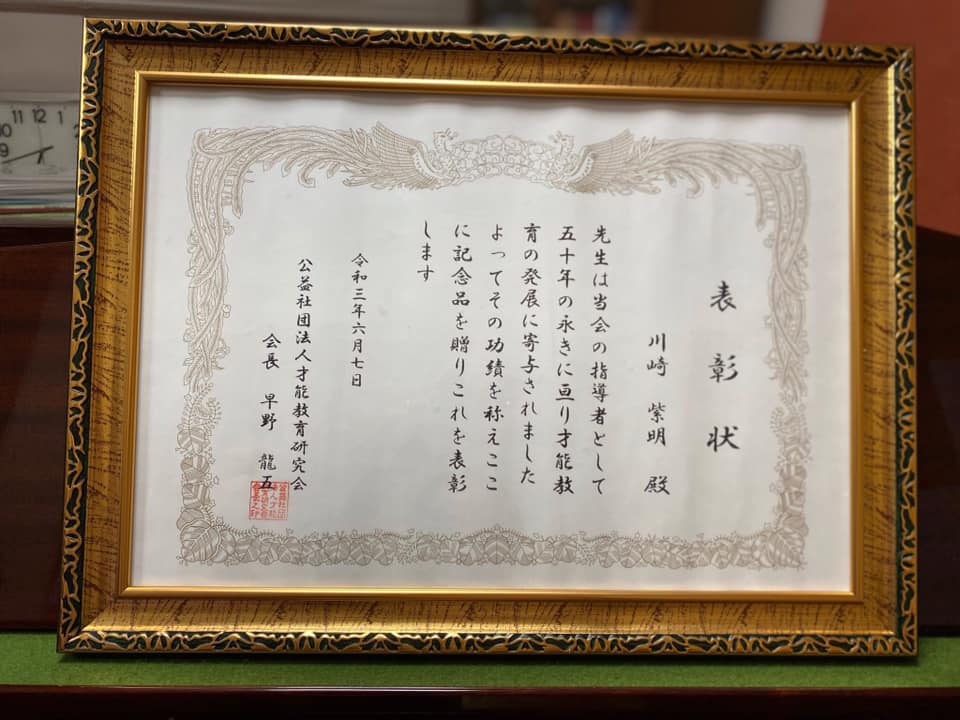 表彰状
川崎 紫明 殿
先生は当会の指導者として
五十年の永きに亘り才能教
育の発展に寄与されました
よってその功績を称えここ
に記念品を贈りこれを表彰
します
令和三年六月七日
公益社団法人才能教育研究会
会長 早野 龍五
11 12 1
10
9